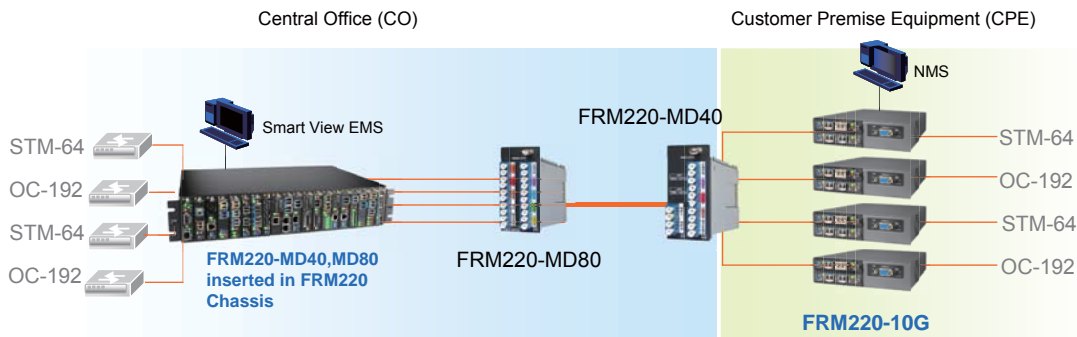 Central Office (CO)
Customer Premise Equipment (CPE)
NMS
Smart View EMS
FRM220-MD40
STM-64
OC-192
STM-64
OC-192
FRM220-MD40,MD80
inserted in FRM220
Chassis
FRM220-MD80
STM-64
OC-192
STM-64
OC-192
FRM220-10G